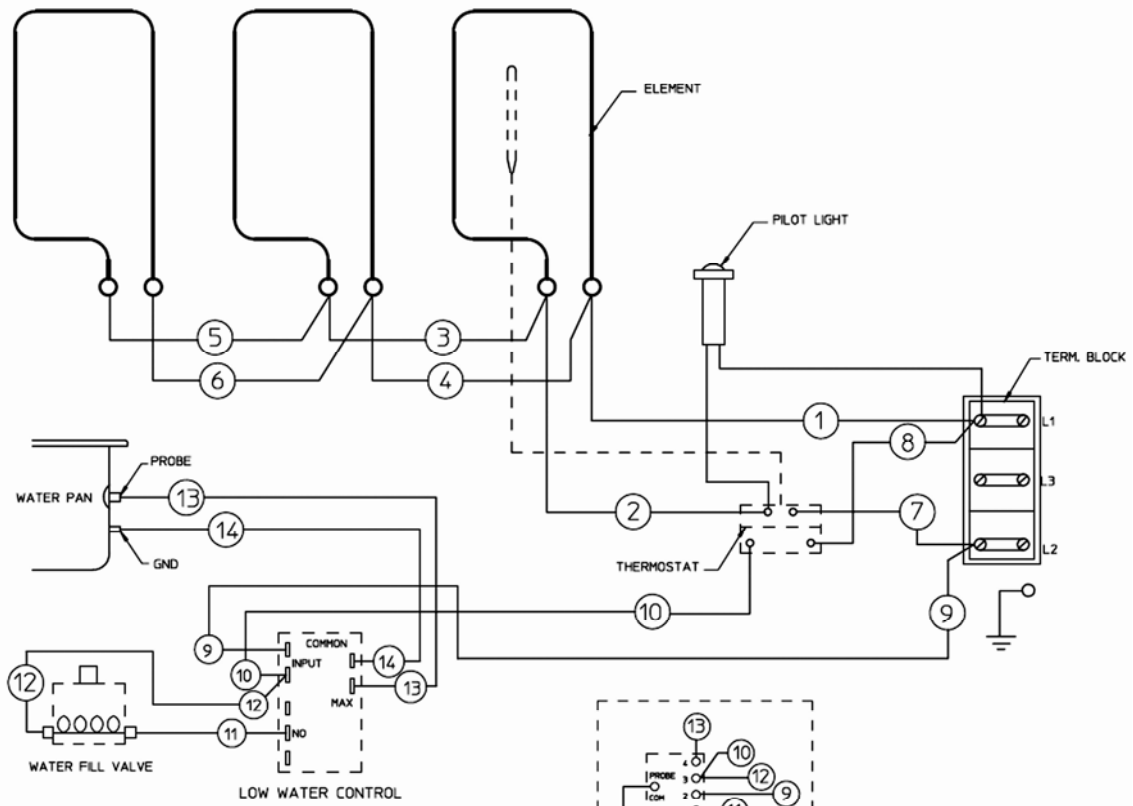 ELEMENT
PILOT LIGHT
5
3
6
4
TERM. BLOCK
1
L1
8
PROBE
WATER PAN
13
L3
2
7
14
GND
THERMOSTAT
L2
10
9
9
COMMON
INPUT
14
10
13
12
12
MAX
11
NO
WATER FILL VALVE
LOW WATER CONTROL
13
4
10
PROBE
3
12
COM
2
9
11